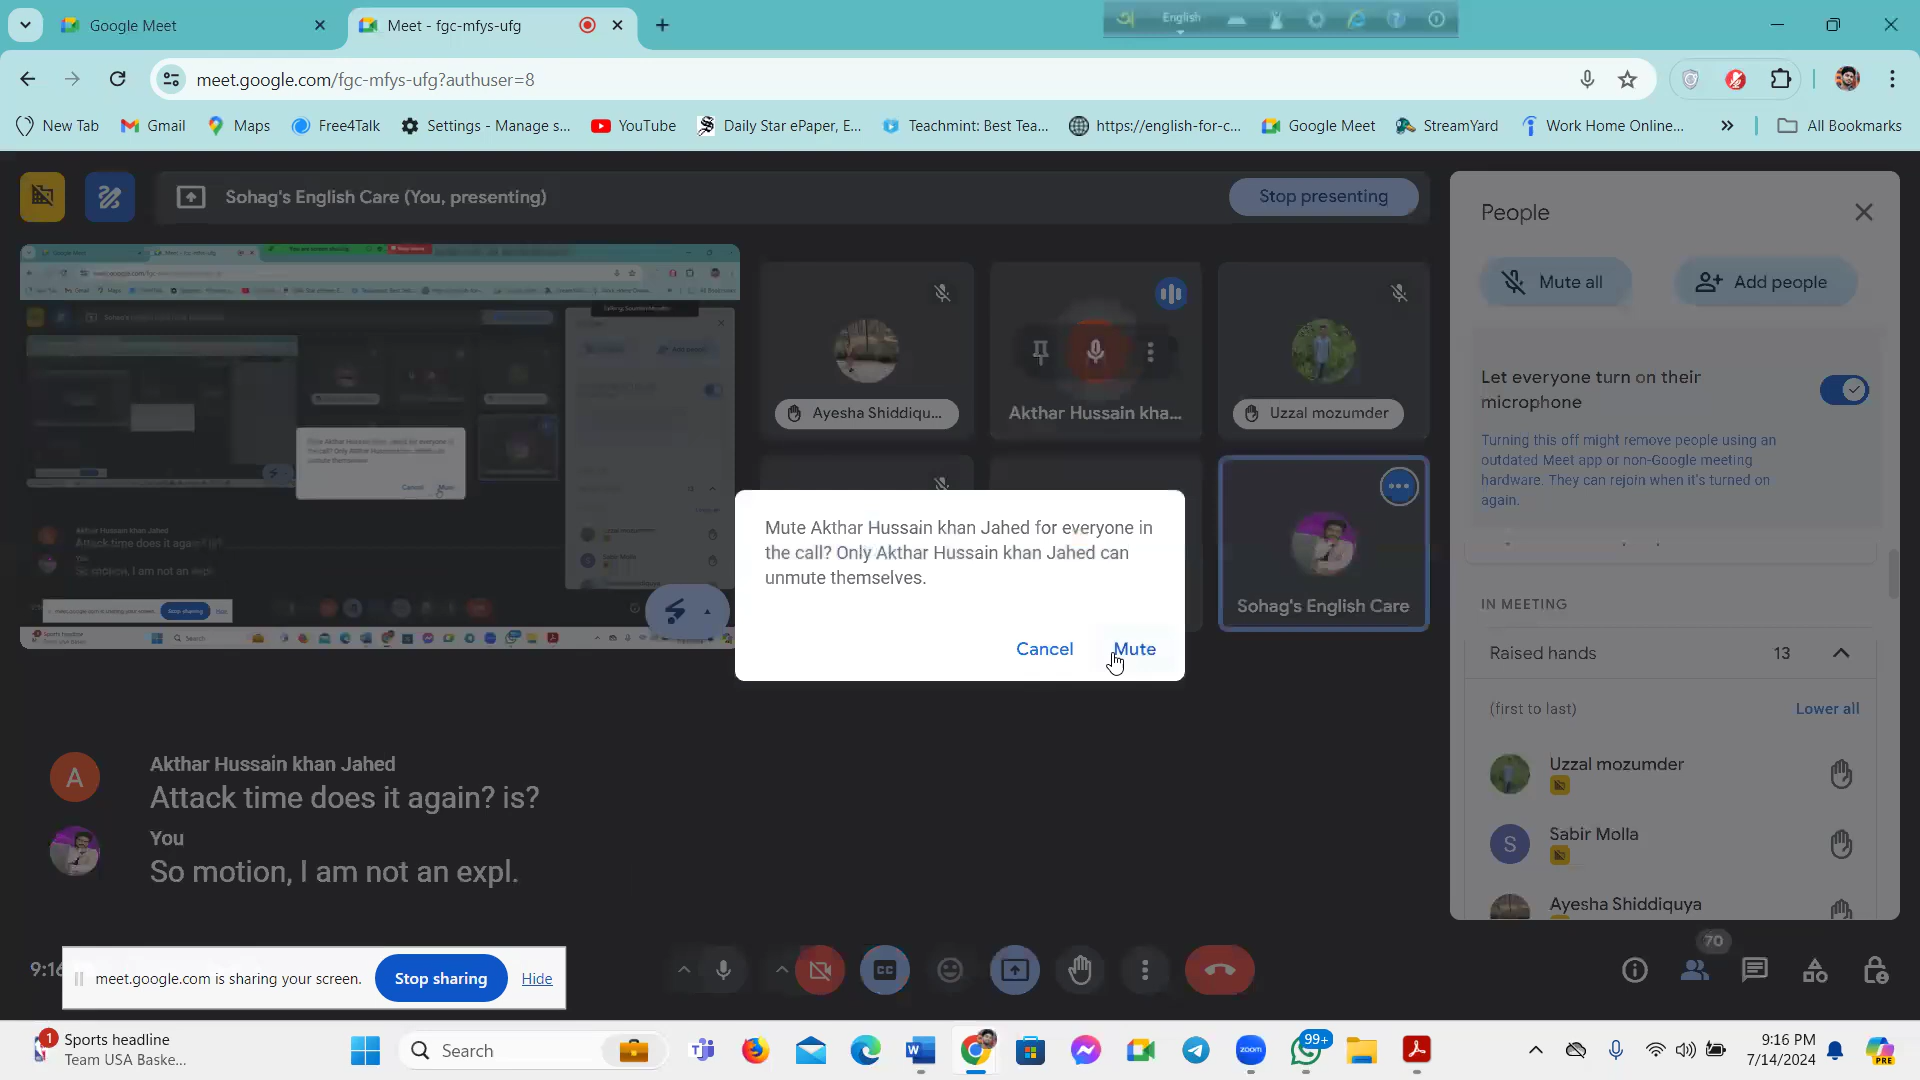 Google Meet
Meet - fgc-mfys-ufg
English
meet.google.com/fgc-mfys-ufg?authuser=8
New Tab
Gmail
Maps
Free4Talk
Settings - Manage s...
YouTube
Daily Star ePaper, E...
Teachmint: Best Tea...
https://english-for-c...
Google Meet
StreamYard
Work Home Online...
All Bookmarks
Sohag's English Care (You, presenting)
Stop presenting
People
Mute all
Add people
Let everyone turn on their
microphone
Turning this off might remove people using an
outdated Meet app or non-Google meeting
hardware. They can rejoin when it's turned on
again.
Ayesha Shiddiqu...
Akthar Hussain kha...
Uzzal mozumder
Sohag's English Care
Mute Akthar Hussain khan Jahed for everyone in
the call? Only Akthar Hussain khan Jahed can
unmute themselves.
Cancel
Mute
IN MEETING
Raised hands
13
(first to last)
Lower all
Uzzal mozumder
Sabir Molla
S
Ayesha Shiddiquya
A
Akthar Hussain khan Jahed
Attack time does it again? is?
You
So motion, I am not an expl.
9:16
meet.google.com is sharing your screen.
Stop sharing
Hide
CC
70
1
Sports headline
Team USA Baske...
Search
zoom
99+
9:16 PM
7/14/2024
PRE